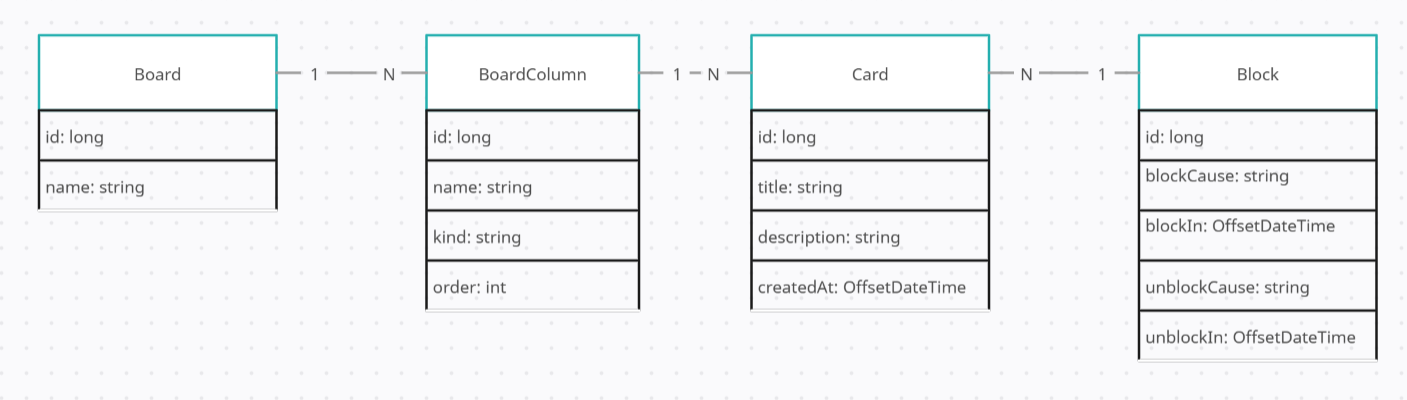 Board
1
N
BoardColumn
1
N
Card
N
1
Block
id: long
name: string
id: long
name: string
kind: string
order: int
id: long
title: string
description: string
createdAt: OffsetDateTime
id: long
blockCause: string
blockIn: OffsetDateTime
unblockCause: string
unblockIn: OffsetDateTime